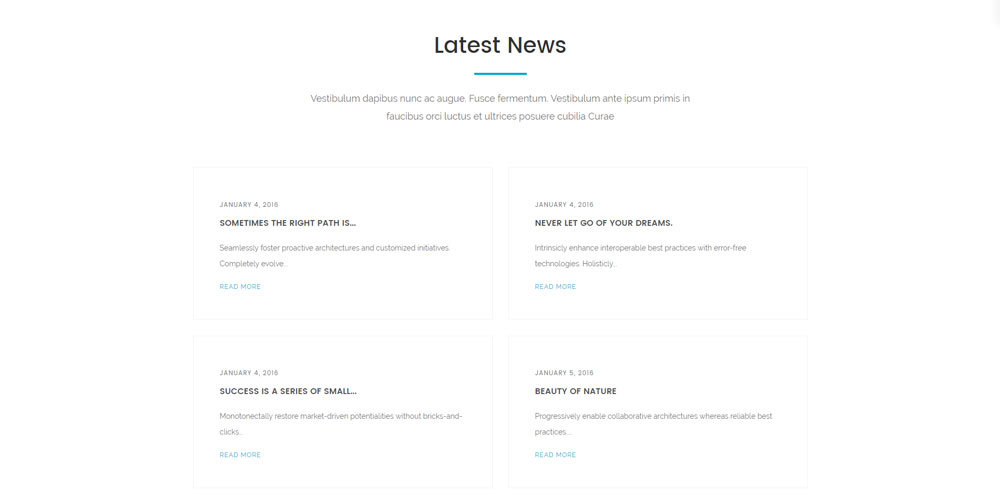 Latest News
Vestibulum dapibus nunc ac augue. Fusce fermentum. Vestibulum ante ipsum primis in
faucibus orci luctus et ultrices posuere cubilia Curae
JANUARY 4, 2016
SOMETIMES THE RIGHT PATH IS...
Seamlessly foster proactive architectures and customized initiatives.
Completely evolve...
READ MORE
JANUARY 4, 2016
NEVER LET GO OF YOUR DREAMS.
Intrinsicly enhance interoperable best practices with error-free
technologies. Holisticly...
READ MORE
JANUARY 4, 2016
SUCCESS IS A SERIES OF SMALL...
Monotonectally restore market-driven potentialities without bricks-and-
clicks...
READ MORE
JANUARY 5, 2016
BEAUTY OF NATURE
Progressively enable collaborative architectures whereas reliable best
practices....
READ MORE